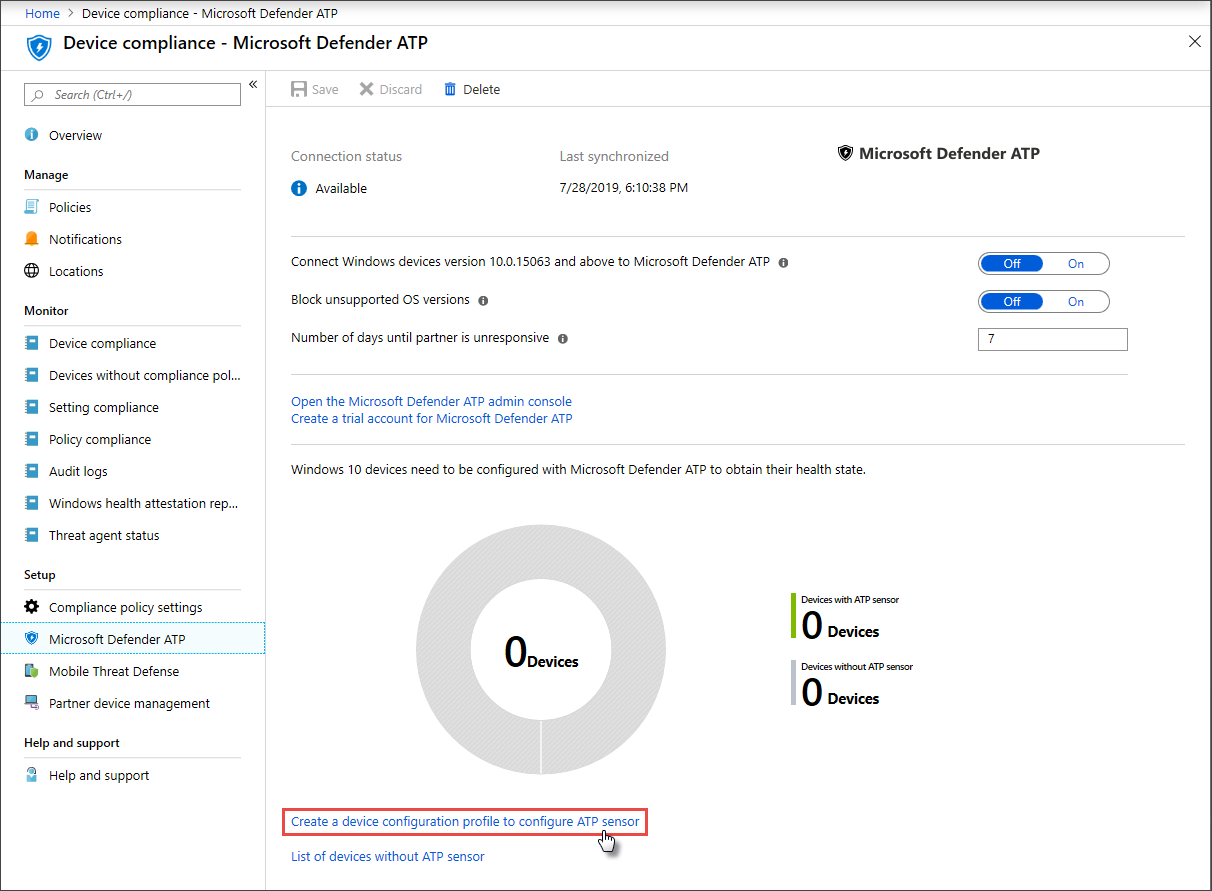 Home > Device compliance - Microsoft Defender ATP
Device compliance - Microsoft Defender ATP
Search (Ctrl+/)
«
Overview
Manage
Policies
Notifications
Locations
Monitor
Device compliance
Devices without compliance pol...
Setting compliance
Policy compliance
Audit logs
Windows health attestation rep...
Threat agent status
Setup
Compliance policy settings
Microsoft Defender ATP
Mobile Threat Defense
Partner device management
Help and support
Help and support
Save Discard Delete
Connection status
Available
Last synchronized
7/28/2019, 6:10:38 PM
Microsoft Defender ATP
Connect Windows devices version 10.0.15063 and above to Microsoft Defender ATP
Off On
Block unsupported OS versions
Off On
Number of days until partner is unresponsive
7
Open the Microsoft Defender ATP admin console
Create a trial account for Microsoft Defender ATP
Windows 10 devices need to be configured with Microsoft Defender ATP to obtain their health state.
0 Devices
Devices with ATP sensor
0 Devices
Devices without ATP sensor
0 Devices
Create a device configuration profile to configure ATP sensor
List of devices without ATP sensor